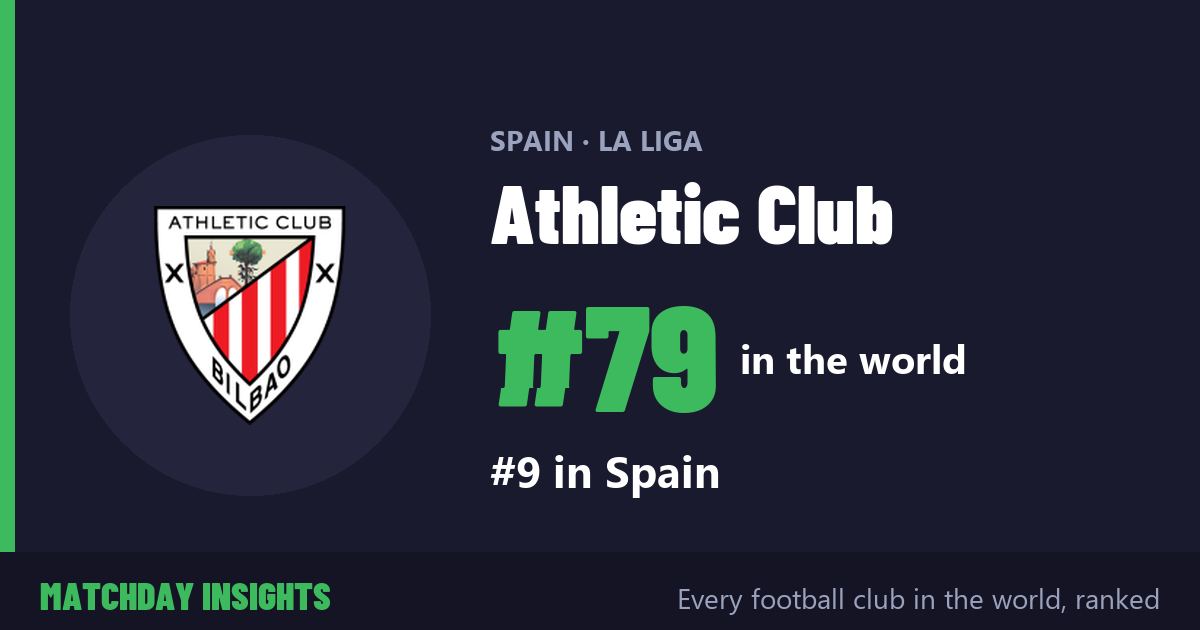 ATHLETIC CLUB
X X
BILBAO
SPAIN · LA LIGA
Athletic Club
#79 in the world
#9 in Spain
MATCHDAY INSIGHTS
Every football club in the world, ranked